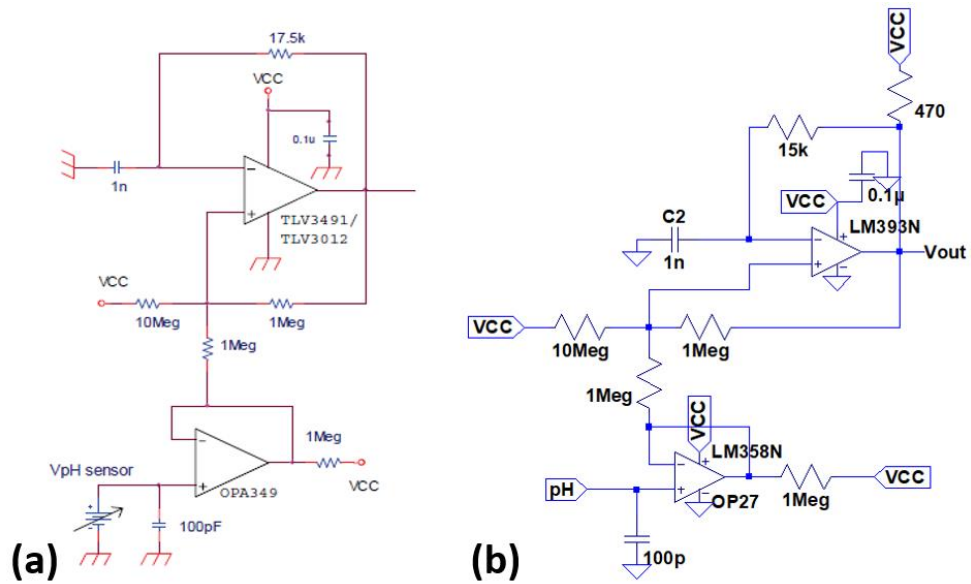 17.5k
VCC
0.1u
1n
−
+
TLV3491/
TLV3012
VCC
10Meg
1Meg
1Meg
1Meg
VpH sensor
−
+
+
-
OPA349
VCC
100pF
(a)
VCC
470
15k
0.1µ
VCC
C2
LM393N
1n
Vout
VCC
10Meg
1Meg
1Meg
VCC
LM358N
pH
OP27
1Meg
VCC
100p
(b)